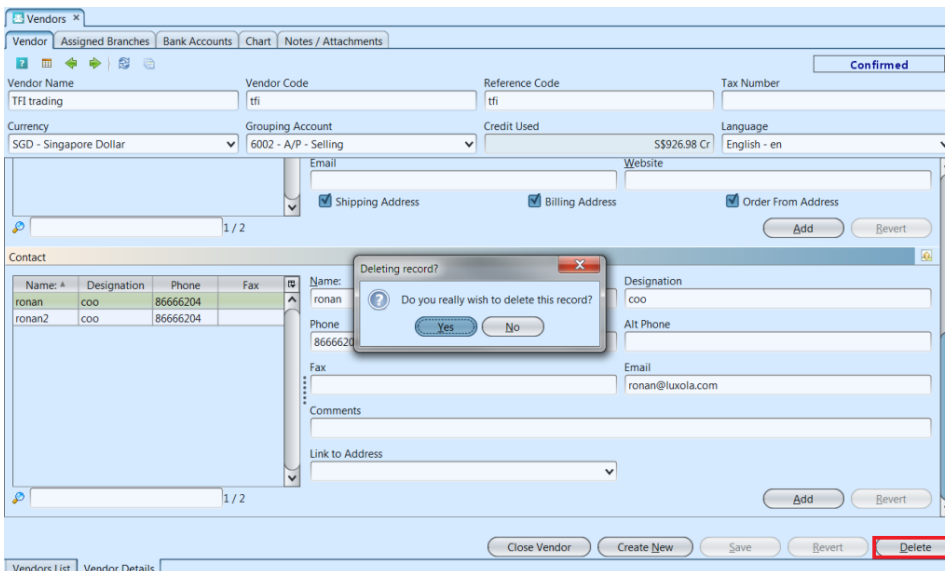 Vendors
Vendor Assigned Branches Bank Accounts Chart Notes / Attachments
Confirmed
Vendor Name Vendor Code Reference Code Tax Number
TFI trading tfi tfi
Currency Grouping Account Credit Used Language
SGD - Singapore Dollar 6002 - A/P - Selling S$926.98 Cr English - en
Email Website
Shipping Address Billing Address Order From Address
1 / 2 Add Revert
Contact
Deleting record?
Do you really wish to delete this record?
Yes No
Name: Designation Phone Fax Name: Designation
ronan coo 86666204 ronan coo
ronan2 coo 86666204
Phone Alt Phone
8666620
Fax Email
ronan@luxola.com
Comments
Link to Address
1 / 2 Add Revert
Close Vendor Create New Save Revert Delete
Vendors List Vendor Details